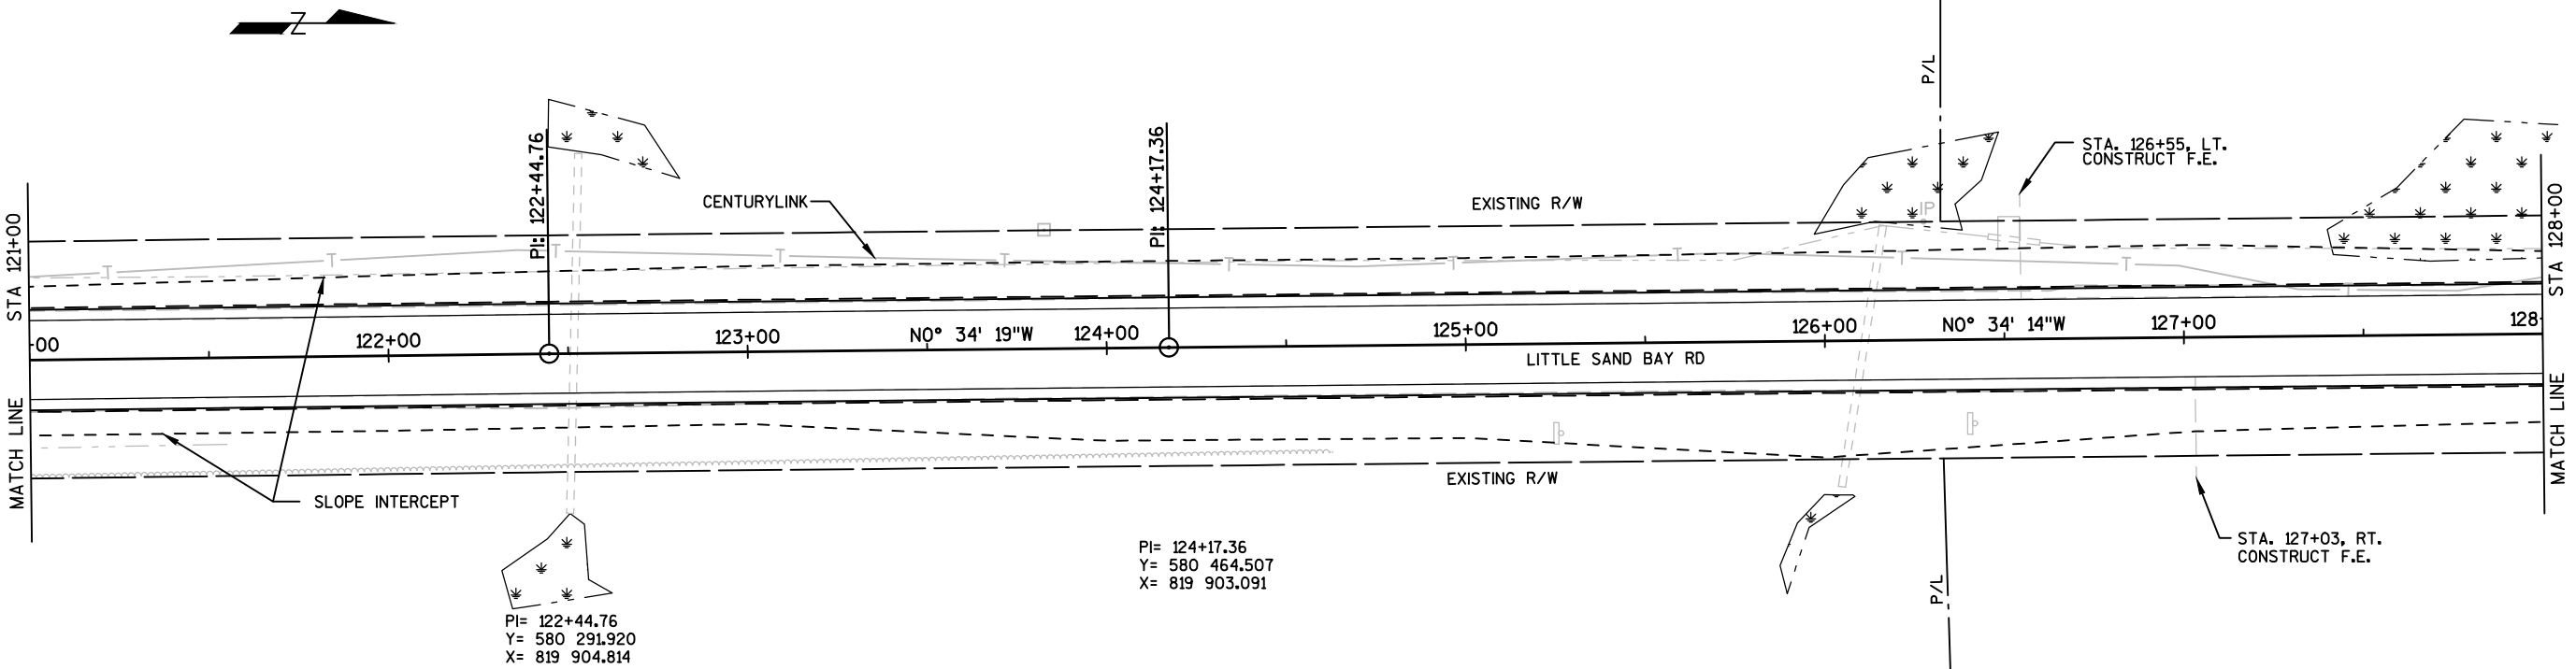 Z
P/L
PI: 122+44.76
PI: 124+17.36
STA. 126+55, LT.
CONSTRUCT F.E.
CENTURYLINK
EXISTING R/W
IP
STA 121+00
STA 128+00
T T T T T T T T T T T
00
122+00
123+00
N0° 34' 19"W
124+00
125+00
126+00
N0° 34' 14"W
127+00
128
LITTLE SAND BAY RD
MATCH LINE
MATCH LINE
EXISTING R/W
SLOPE INTERCEPT
STA. 127+03, RT.
CONSTRUCT F.E.
PI= 124+17.36
Y= 580 464.507
X= 819 903.091
P/L
PI= 122+44.76
Y= 580 291.920
X= 819 904.814